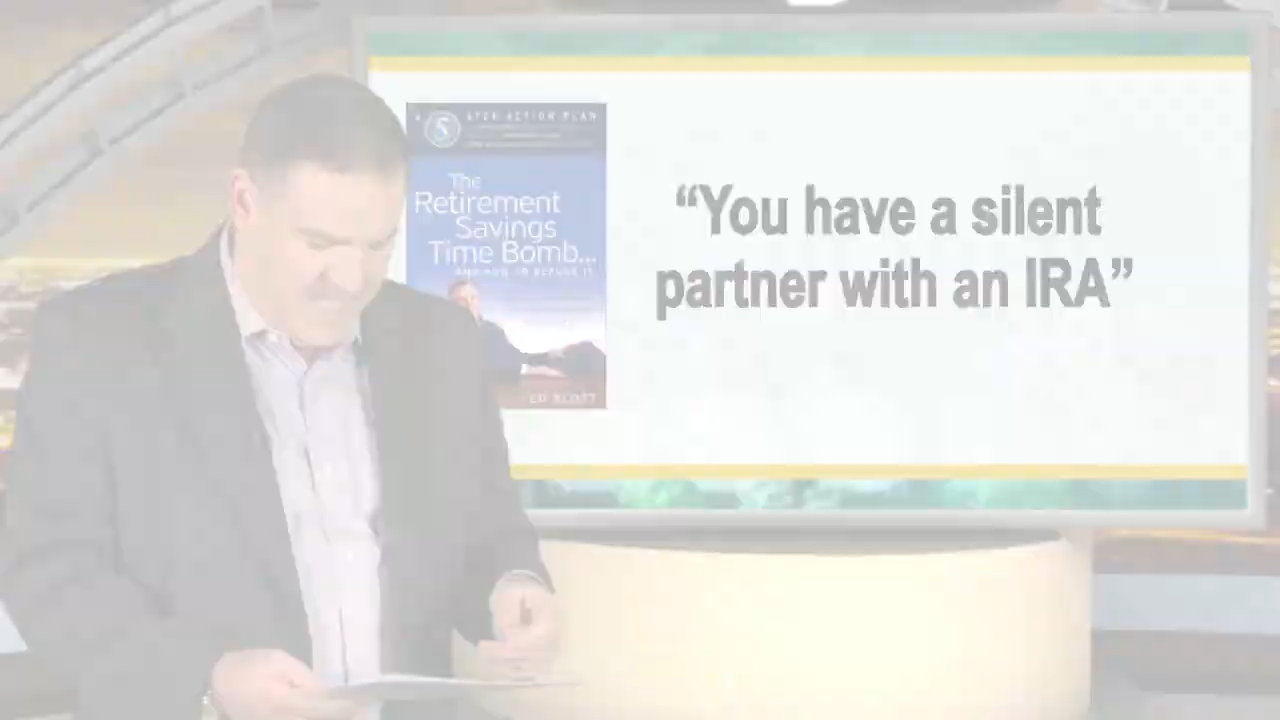 5
STEP ACTION PLAN
The
Retirement
Savings
Time Bomb...
AND HOW TO DEFUSE IT
ED SLOTT
“You have a silent
partner with an IRA”